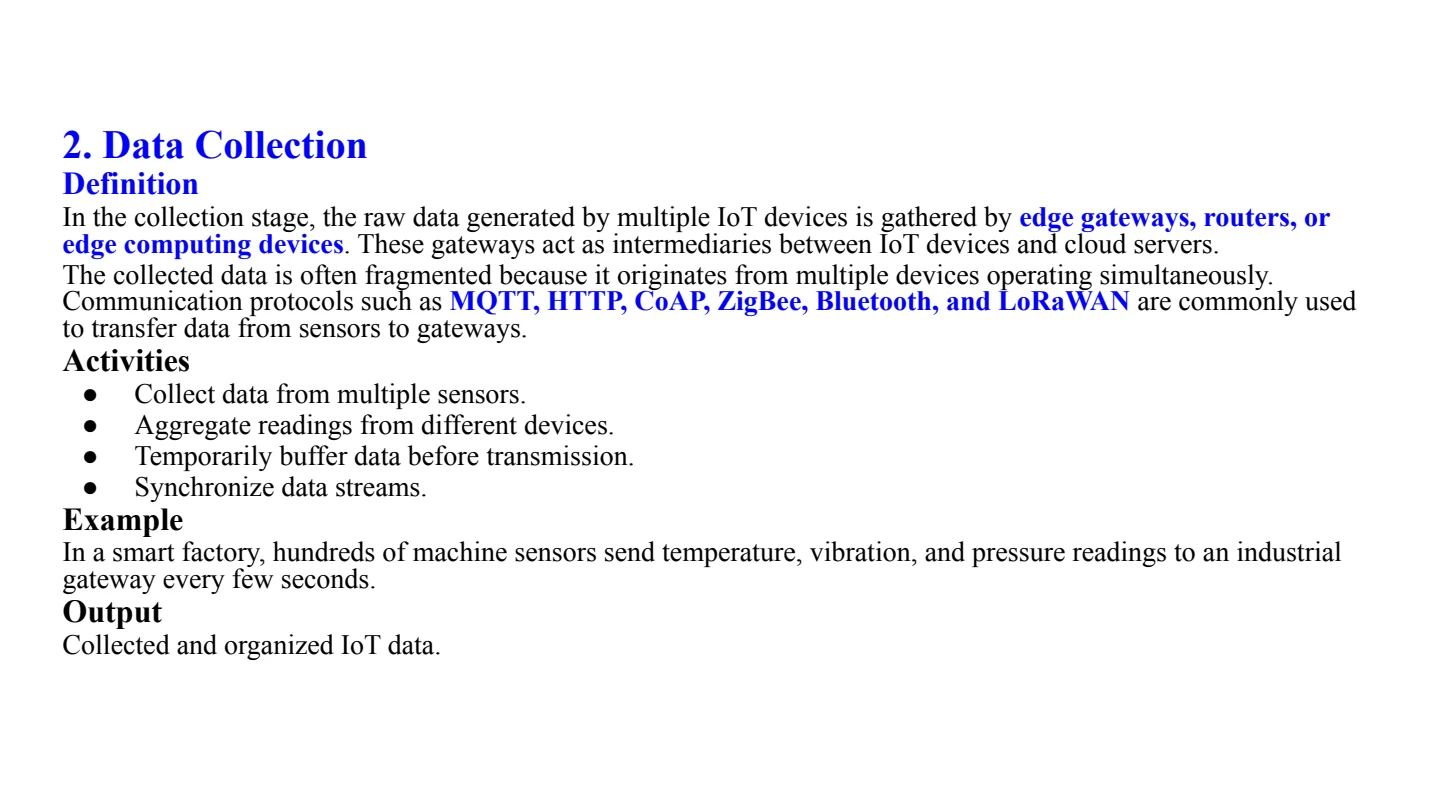 2. Data Collection
Definition
In the collection stage, the raw data generated by multiple IoT devices is gathered by edge gateways, routers, or
edge computing devices. These gateways act as intermediaries between IoT devices and cloud servers.
The collected data is often fragmented because it originates from multiple devices operating simultaneously.
Communication protocols such as MQTT, HTTP, CoAP, ZigBee, Bluetooth, and LoRaWAN are commonly used
to transfer data from sensors to gateways.
Activities
● Collect data from multiple sensors.
● Aggregate readings from different devices.
● Temporarily buffer data before transmission.
● Synchronize data streams.
Example
In a smart factory, hundreds of machine sensors send temperature, vibration, and pressure readings to an industrial
gateway every few seconds.
Output
Collected and organized IoT data.